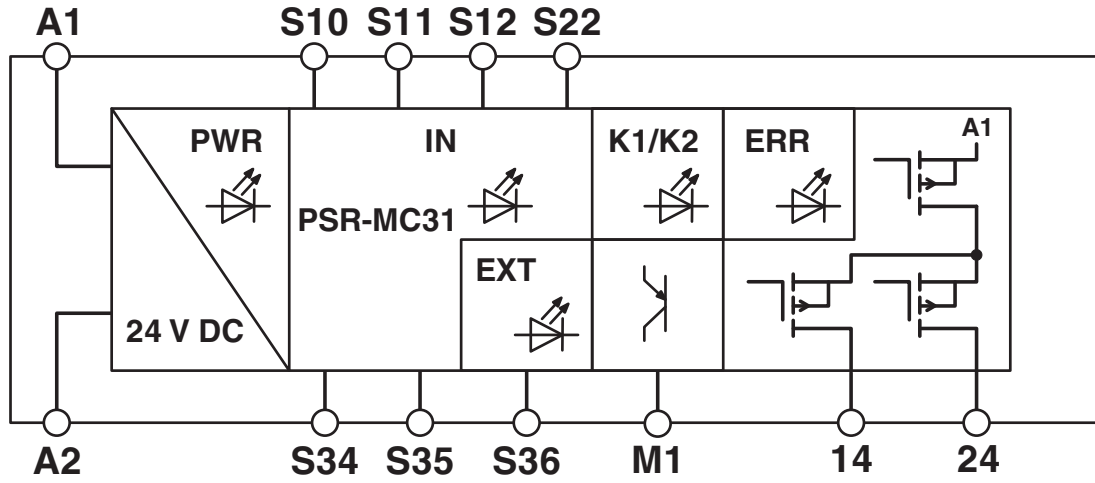 A1 S10 S11 S12 S22
PWR IN K1/K2 ERR A1
PSR-MC31
EXT
24 V DC
A2 S34 S35 S36 M1 14 24